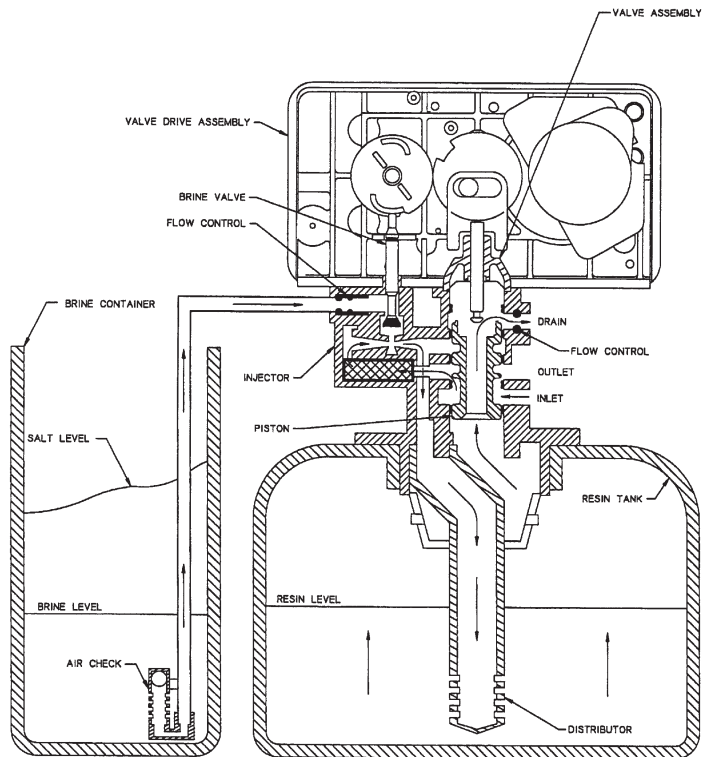 VALVE ASSEMBLY
VALVE DRIVE ASSEMBLY
BRINE VALVE
FLOW CONTROL
BRINE CONTAINER
DRAIN
FLOW CONTROL
INJECTOR
OUTLET
INLET
PISTON
SALT LEVEL
RESIN TANK
BRINE LEVEL
RESIN LEVEL
AIR CHECK
DISTRIBUTOR